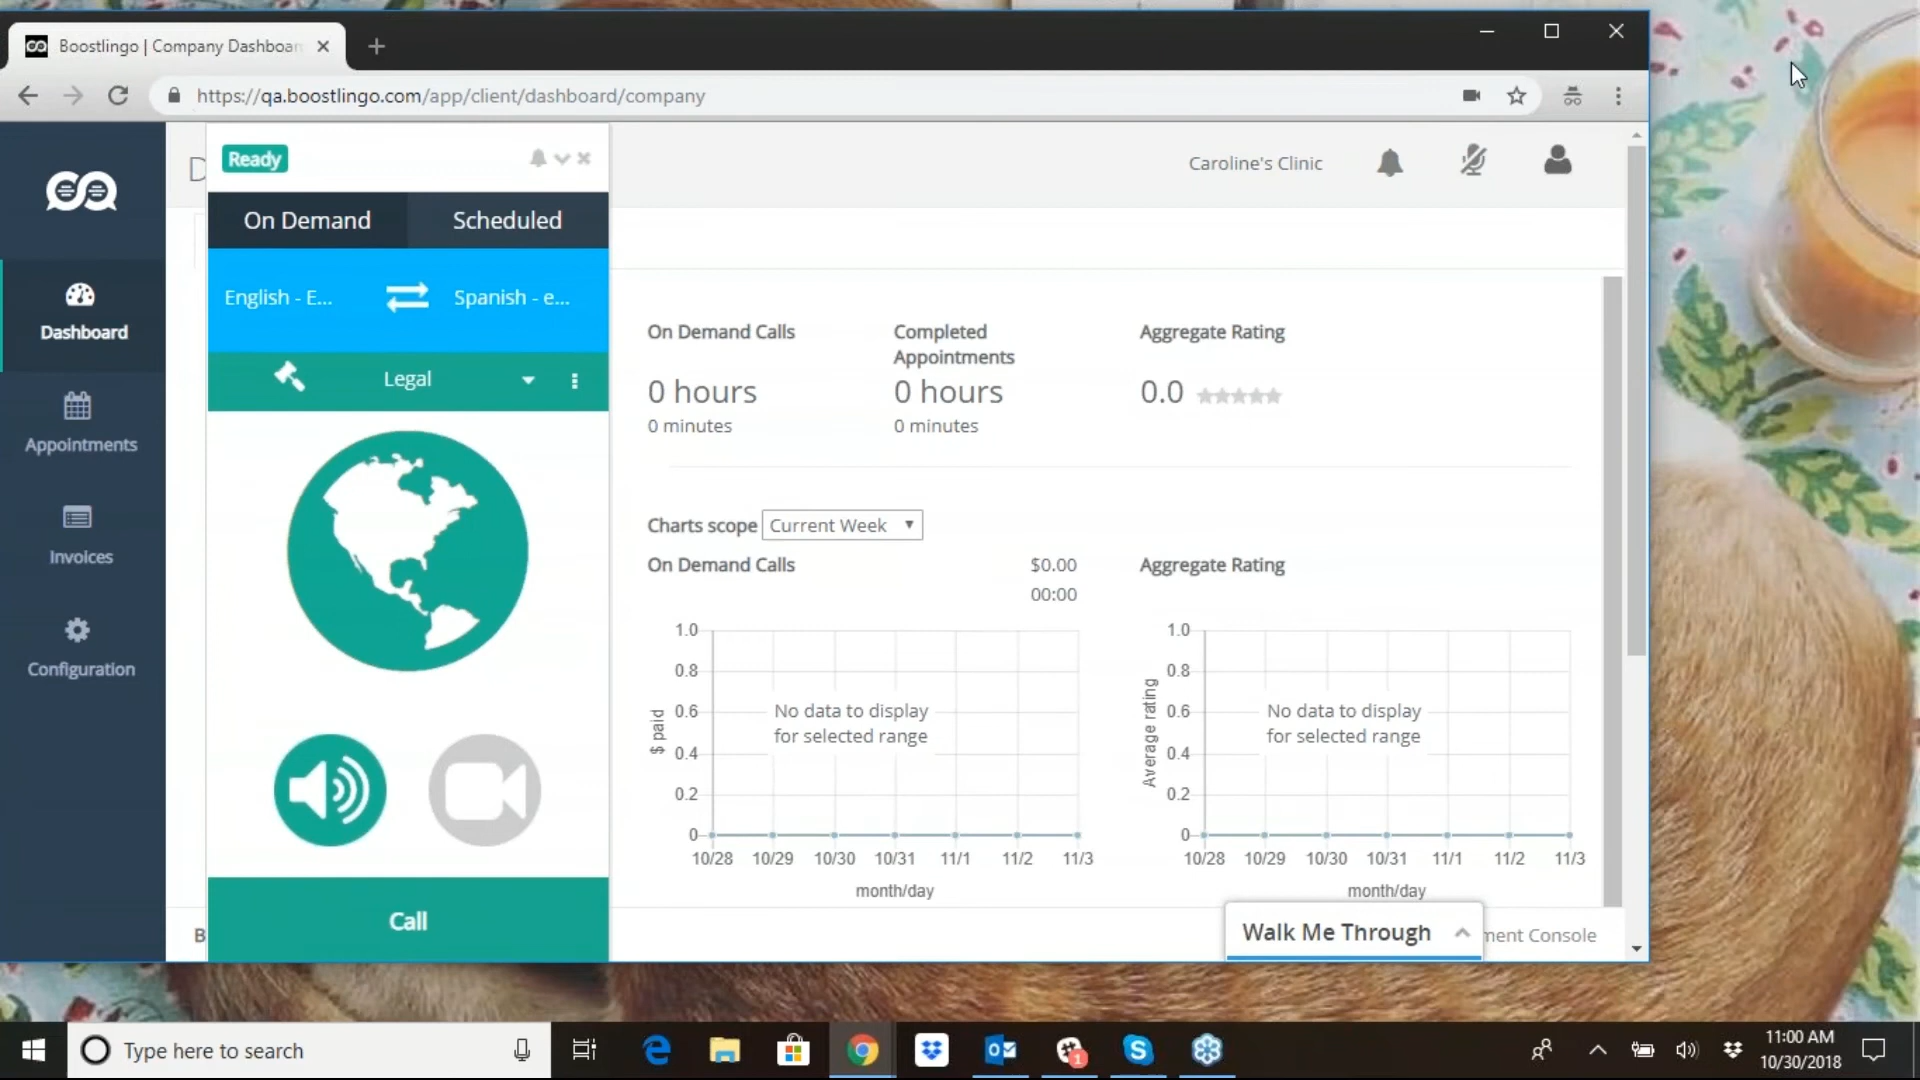 Boostlingo | Company Dashboar
https://qa.boostlingo.com/app/client/dashboard/company
Ready
D
Caroline's Clinic
On Demand
Scheduled
English - E...
Spanish - e...
Legal
Call
Dashboard
Appointments
Invoices
Configuration
On Demand Calls
0 hours
0 minutes
Completed
Appointments
0 hours
0 minutes
Aggregate Rating
0.0
Charts scope
Current Week
On Demand Calls
$0.00
00:00
1.0
0.8
0.6
0.4
0.2
0
$ paid
No data to display
for selected range
10/28 10/29 10/30 10/31 11/1 11/2 11/3
month/day
Aggregate Rating
1.0
0.8
0.6
0.4
0.2
0
Average rating
No data to display
for selected range
10/28 10/29 10/30 10/31 11/1 11/2 11/3
month/day
B
Walk Me Through
ment Console
Type here to search
1
11:00 AM
10/30/2018